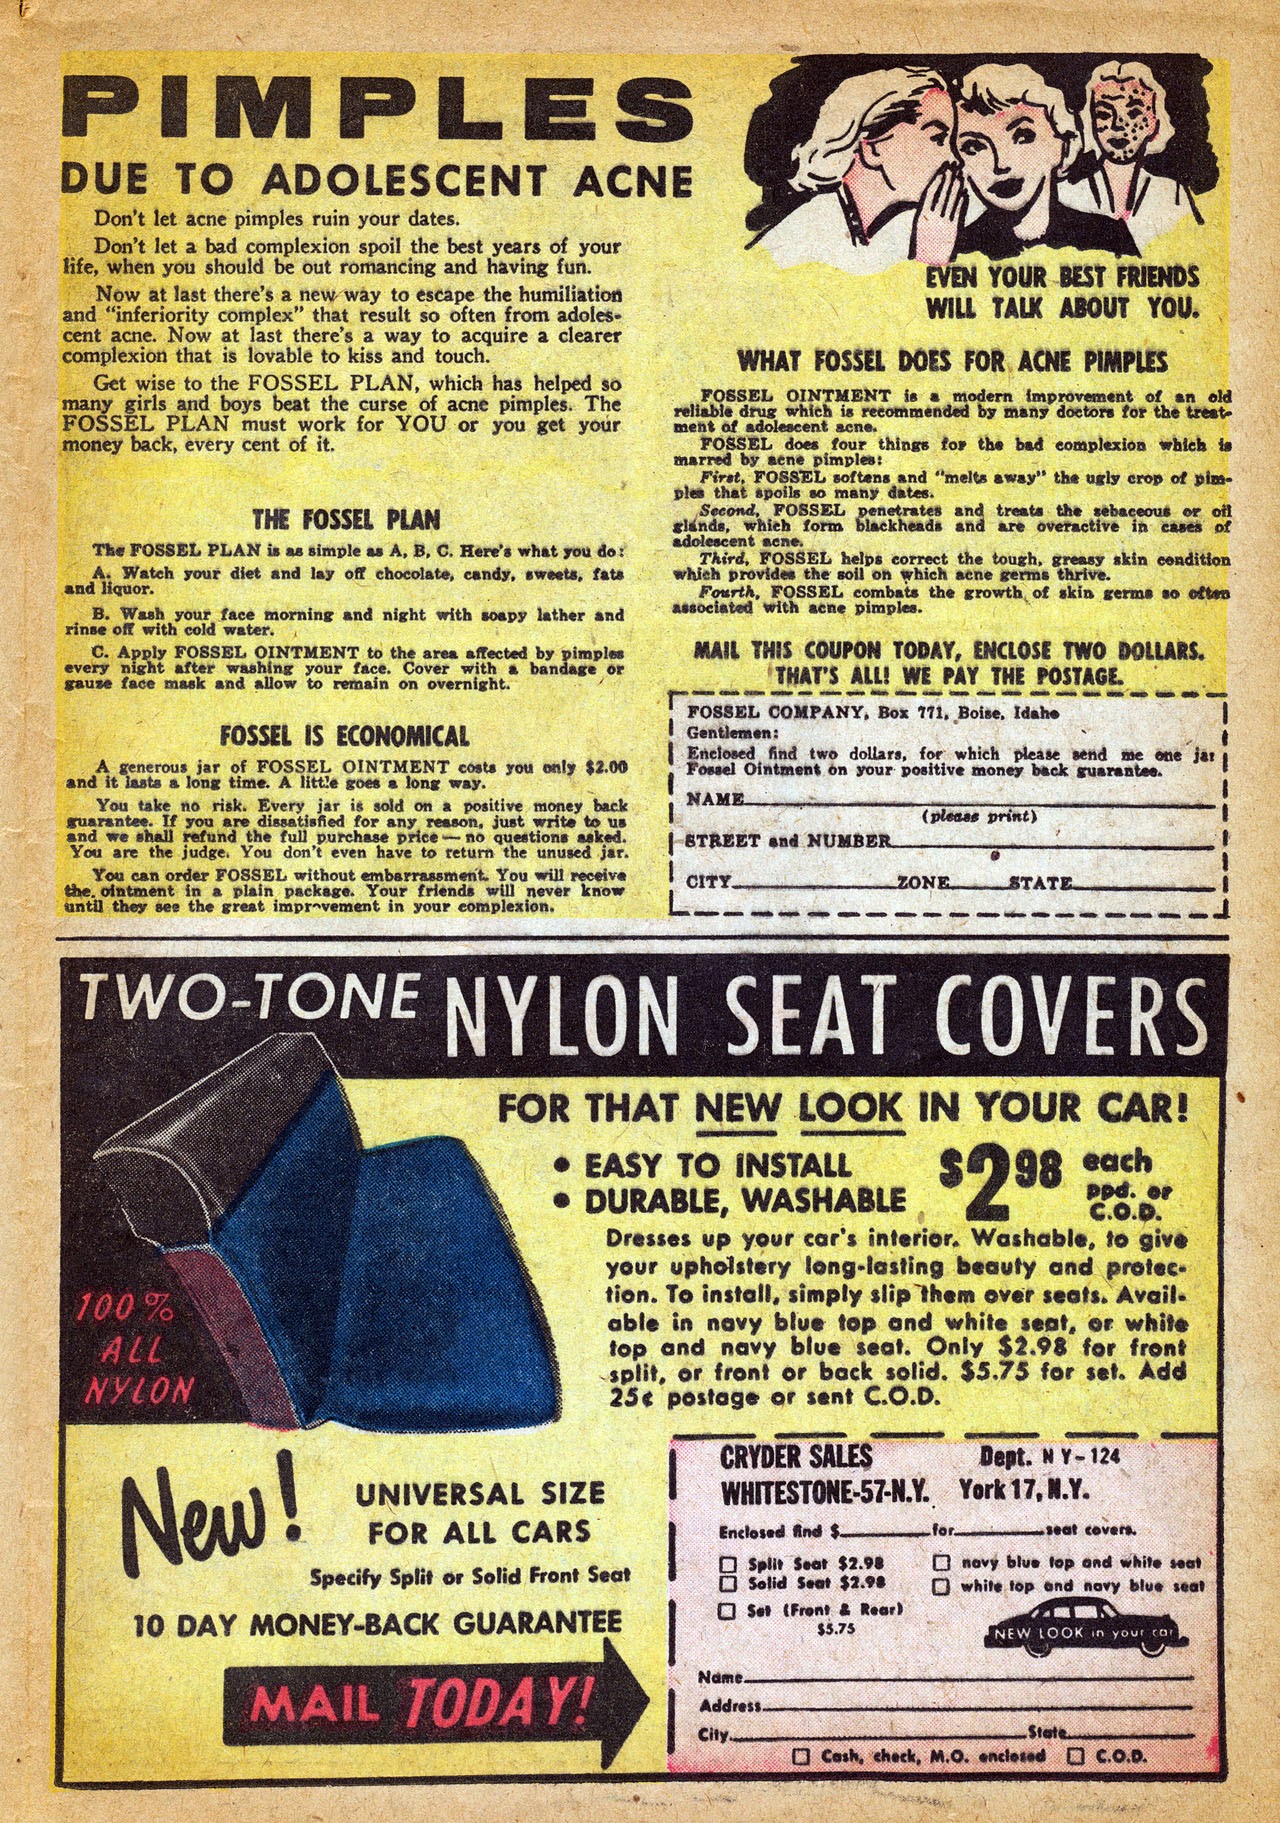 PIMPLES
DUE TO ADOLESCENT ACNE
Don't let acne pimples ruin your dates.
Don't let a bad complexion spoil the best years of your
life, when you should be out romancing and having fun.
Now at last there's a new way to escape the humiliation
and "inferiority complex" that result so often from adoles-
cent acne. Now at last there's a way to acquire a clearer
complexion that is lovable to kiss and touch.
Get wise to the FOSSEL PLAN, which has helped so
many girls and boys beat the curse of acne pimples. The
FOSSEL PLAN must work for YOU or you get your
money back, every cent of it.
THE FOSSEL PLAN
The FOSSEL PLAN is as simple as A, B, C. Here's what you do:
A. Watch your diet and lay off chocolate, candy, sweets, fats
and liquor.
B. Wash your face morning and night with soapy lather and
rinse off with cold water.
C. Apply FOSSEL OINTMENT to the area affected by pimples
every night after washing your face. Cover with a bandage or
gauze face mask and allow to remain on overnight.
FOSSEL IS ECONOMICAL
A generous jar of FOSSEL OINTMENT costs you only $2.00
and it lasts a long time. A little goes a long way.
You take no risk. Every jar is sold on a positive money back
guarantee. If you are dissatisfied for any reason, just write to us
and we shall refund the full purchase price — no questions asked.
You are the judge. You don't even have to return the unused jar.
You can order FOSSEL without embarrassment. You will receive
the ointment in a plain package. Your friends will never know
until they see the great improvement in your complexion.
EVEN YOUR BEST FRIENDS
WILL TALK ABOUT YOU.
WHAT FOSSEL DOES FOR ACNE PIMPLES
FOSSEL OINTMENT is a modern improvement of an old
reliable drug which is recommended by many doctors for the treat-
ment of adolescent acne.
FOSSEL does four things for the bad complexion which is
marred by acne pimples:
First, FOSSEL softens and "melts away" the ugly crop of pim-
ples that spoils so many dates.
Second, FOSSEL penetrates and treats the sebaceous or oil
glands, which form blackheads and are overactive in cases of
adolescent acne.
Third, FOSSEL helps correct the tough, greasy skin condition
which provides the soil on which acne germs thrive.
Fourth, FOSSEL combats the growth of skin germs so often
associated with acne pimples.
MAIL THIS COUPON TODAY, ENCLOSE TWO DOLLARS.
THAT'S ALL! WE PAY THE POSTAGE.
FOSSEL COMPANY, Box 771, Boise, Idaho
Gentlemen:
Enclosed find two dollars, for which please send me one jar
Fossel Ointment on your positive money back guarantee.
NAME
(please print)
STREET and NUMBER
CITY ZONE STATE
TWO-TONE NYLON SEAT COVERS
FOR THAT NEW LOOK IN YOUR CAR!
• EASY TO INSTALL
• DURABLE, WASHABLE
$2.98 each
ppd. or
C.O.D.
Dresses up your car's interior. Washable, to give
your upholstery long-lasting beauty and protec-
tion. To install, simply slip them over seats. Avail-
able in navy blue top and white seat, or white
top and navy blue seat. Only $2.98 for front
split, or front or back solid. $5.75 for set. Add
25¢ postage or sent C.O.D.
100%
ALL
NYLON
New!
UNIVERSAL SIZE
FOR ALL CARS
Specify Split or Solid Front Seat
10 DAY MONEY-BACK GUARANTEE
MAIL TODAY!
CRYDER SALES Dept. NY-124
WHITESTONE-57-N.Y. York 17, N.Y.
Enclosed find $ for seat covers.
☐ Split Seat $2.98 ☐ navy blue top and white seat
☐ Solid Seat $2.98 ☐ white top and navy blue seat
☐ Set (Front & Rear)
$5.75
NEW LOOK in your car
Name
Address
City State
☐ Cash, check, M.O. enclosed ☐ C.O.D.